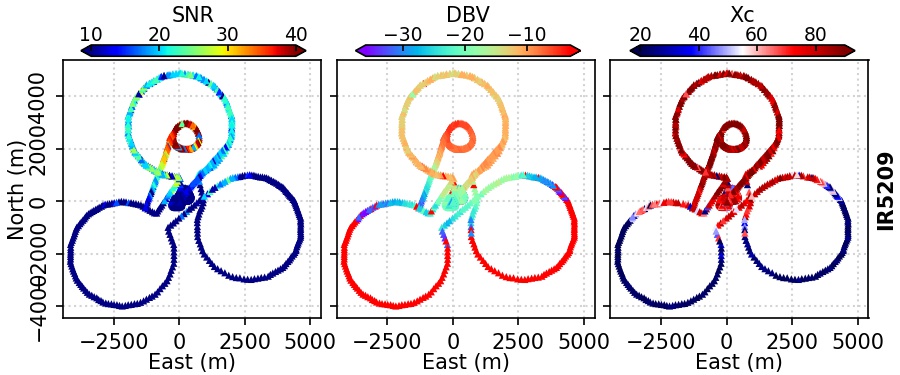 SNR DBV Xc
10 20 30 40 −30 −20 −10 20 40 60 80
North (m)
4000
2000
0
−2000
−4000
IR5209
−2500 0 2500 5000 −2500 0 2500 5000 −2500 0 2500 5000
East (m) East (m) East (m)